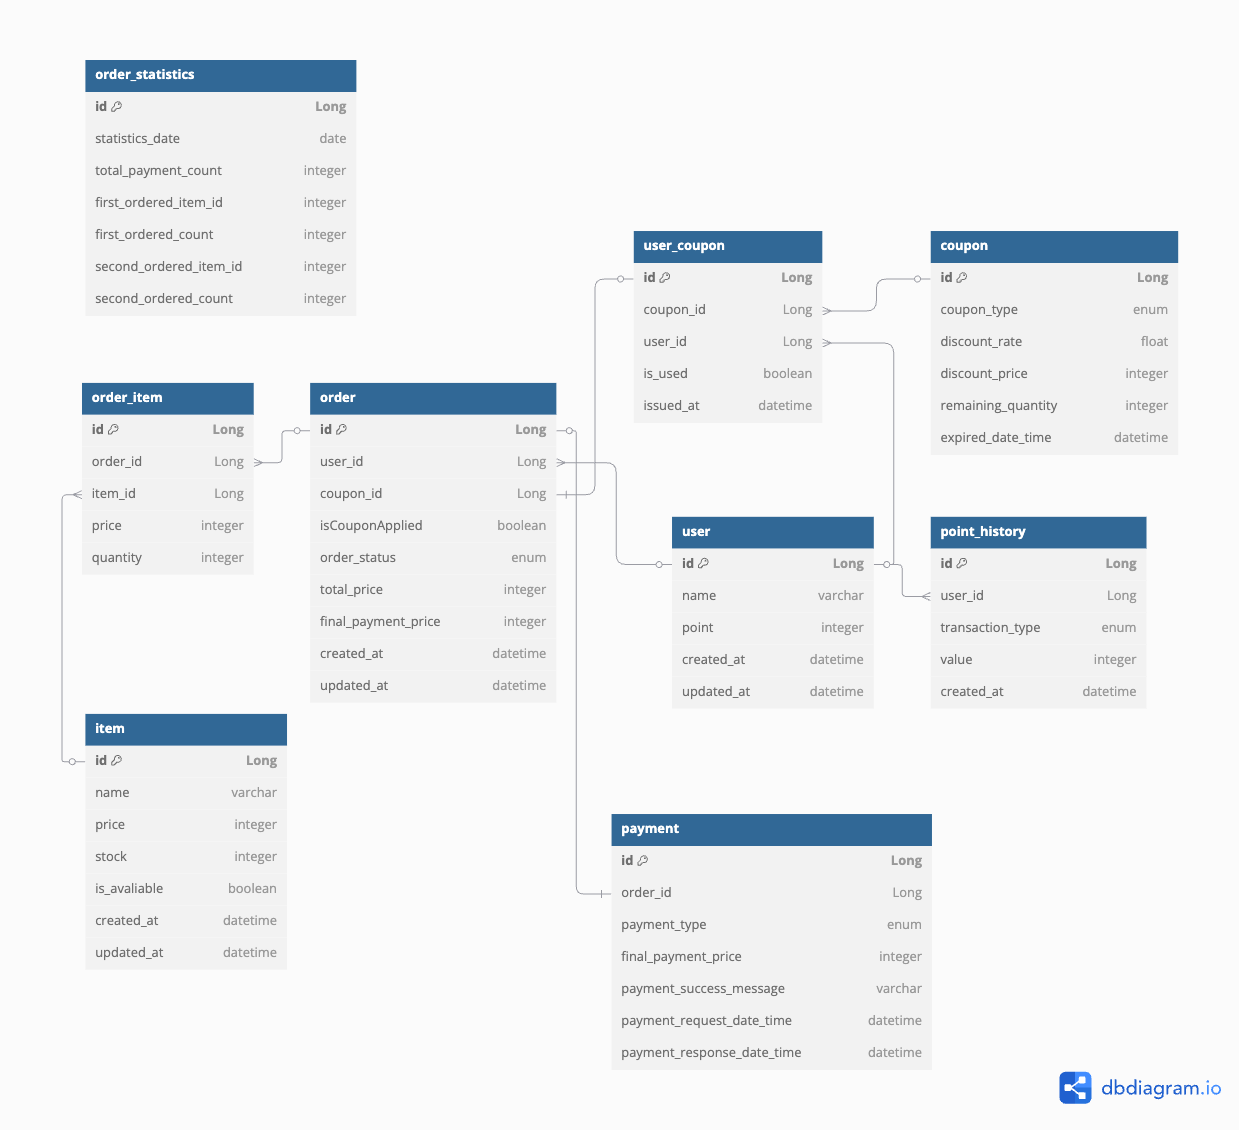 order_statistics
id Long
statistics_date date
total_payment_count integer
first_ordered_item_id integer
first_ordered_count integer
second_ordered_item_id integer
second_ordered_count integer
user_coupon
id Long
coupon_id Long
user_id Long
is_used boolean
issued_at datetime
coupon
id Long
coupon_type enum
discount_rate float
discount_price integer
remaining_quantity integer
expired_date_time datetime
order_item
id Long
order_id Long
item_id Long
price integer
quantity integer
order
id Long
user_id Long
coupon_id Long
isCouponApplied boolean
order_status enum
total_price integer
final_payment_price integer
created_at datetime
updated_at datetime
user
id Long
name varchar
point integer
created_at datetime
updated_at datetime
point_history
id Long
user_id Long
transaction_type enum
value integer
created_at datetime
item
id Long
name varchar
price integer
stock integer
is_avaliable boolean
created_at datetime
updated_at datetime
payment
id Long
order_id Long
payment_type enum
final_payment_price integer
payment_success_message varchar
payment_request_date_time datetime
payment_response_date_time datetime
dbdiagram.io